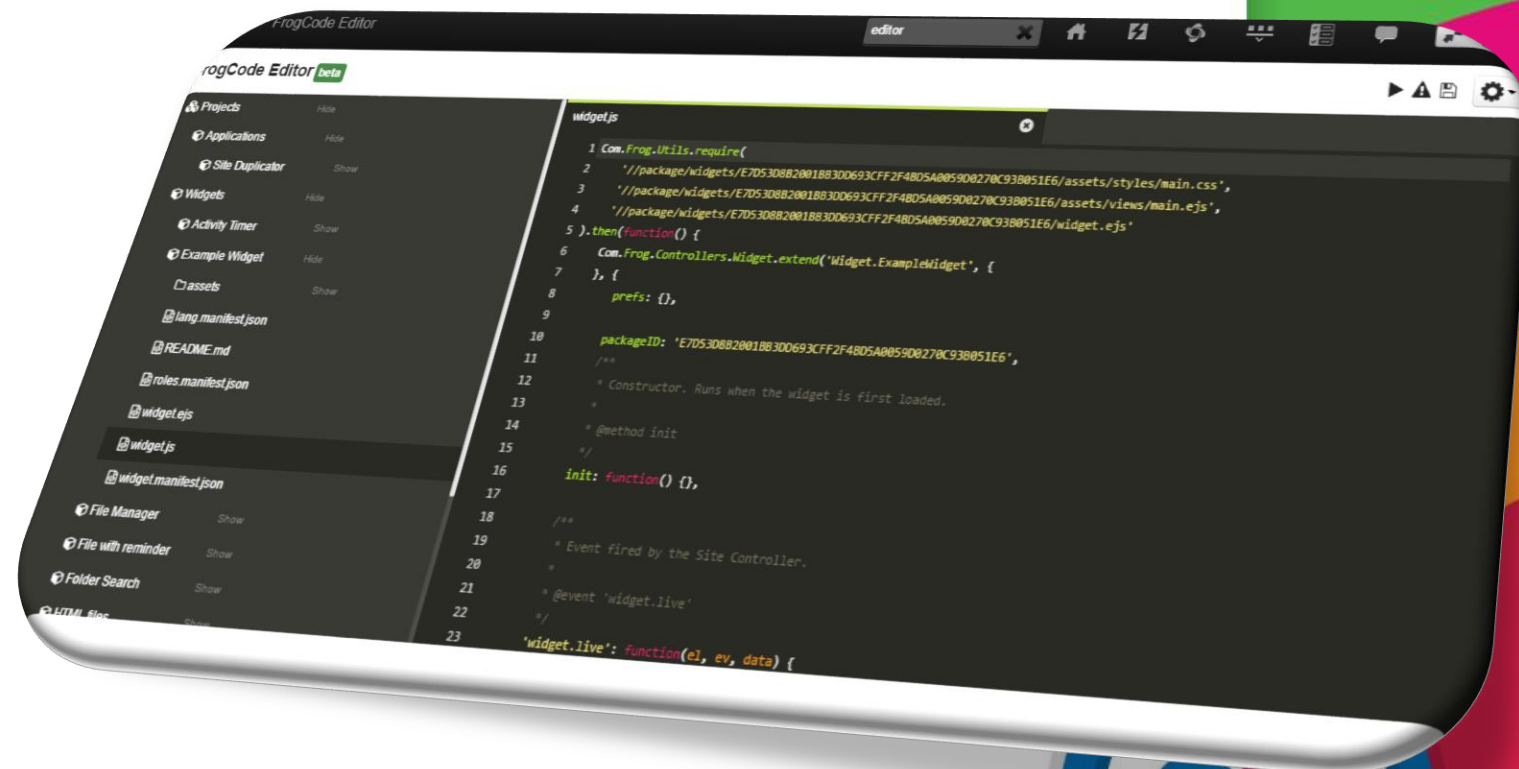 FrogCode Editor
editor
rogCode Editor beta
Projects Hide
Applications Hide
Site Duplicator Show
Widgets Hide
Activity Timer Show
Example Widget Hide
assets Show
lang.manifest.json
README.md
roles.manifest.json
widget.ejs
widget.js
widget.manifest.json
File Manager Show
File with reminder Show
Folder Search Show
HTML files Show
widget.js
1 Com.Frog.Utils.require(
2 '//package/widgets/E7D53D8B2001BB3DD693CFF2F4BD5A0059D0270C93B051E6/assets/styles/main.css',
3 '//package/widgets/E7D53D8B2001BB3DD693CFF2F4BD5A0059D0270C93B051E6/assets/views/main.ejs',
4 '//package/widgets/E7D53D8B2001BB3DD693CFF2F4BD5A0059D0270C93B051E6/widget.ejs'
5 ).then(function() {
6 Com.Frog.Controllers.Widget.extend('Widget.ExampleWidget', {
7 }, {
8 prefs: {},
9
10 packageID: 'E7D53D8B2001BB3DD693CFF2F4BD5A0059D0270C93B051E6',
11 /**
12 * Constructor. Runs when the widget is first loaded.
13 *
14 * @method init
15 */
16 init: function() {},
17
18 /**
19 * Event fired by the Site Controller.
20 *
21 * @event 'widget.live'
22 */
23 'widget.live': function(el, ev, data) {